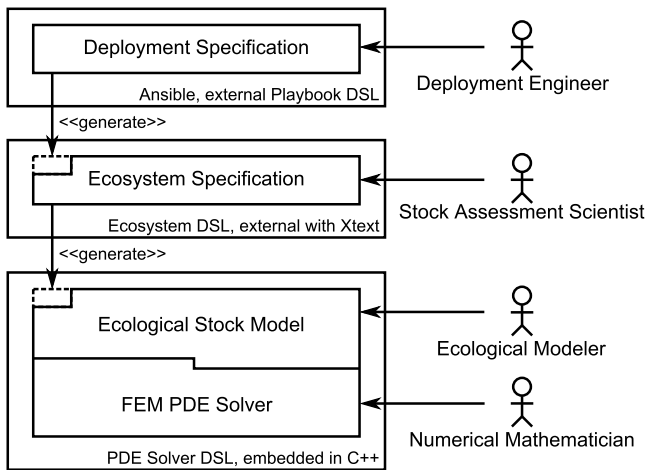 Deployment Specification
Deployment Engineer
Ansible, external Playbook DSL
<<generate>>
Ecosystem Specification
Stock Assessment Scientist
Ecosystem DSL, external with Xtext
<<generate>>
Ecological Stock Model
Ecological Modeler
FEM PDE Solver
Numerical Mathematician
PDE Solver DSL, embedded in C++